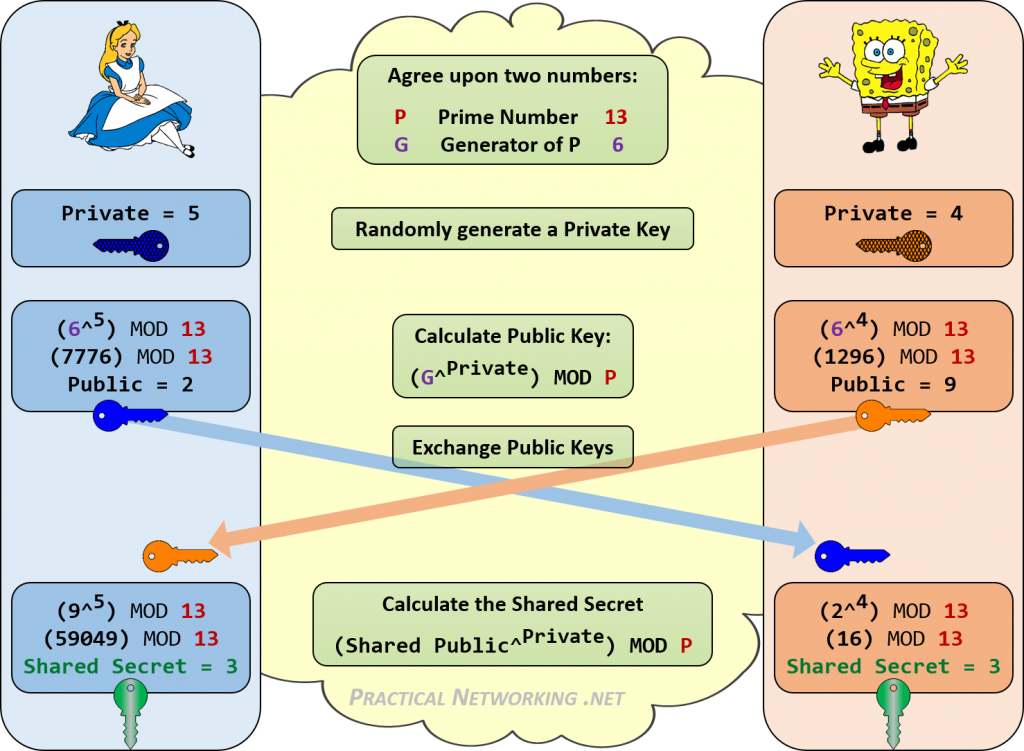 Agree upon two numbers:
P Prime Number 13
G Generator of P 6
Private = 5
Randomly generate a Private Key
Private = 4
(6^5) MOD 13
(7776) MOD 13
Public = 2
Calculate Public Key:
(G^Private) MOD P
(6^4) MOD 13
(1296) MOD 13
Public = 9
Exchange Public Keys
(9^5) MOD 13
(59049) MOD 13
Shared Secret = 3
Calculate the Shared Secret
(Shared Public^Private) MOD P
(2^4) MOD 13
(16) MOD 13
Shared Secret = 3
PRACTICAL NETWORKING .NET